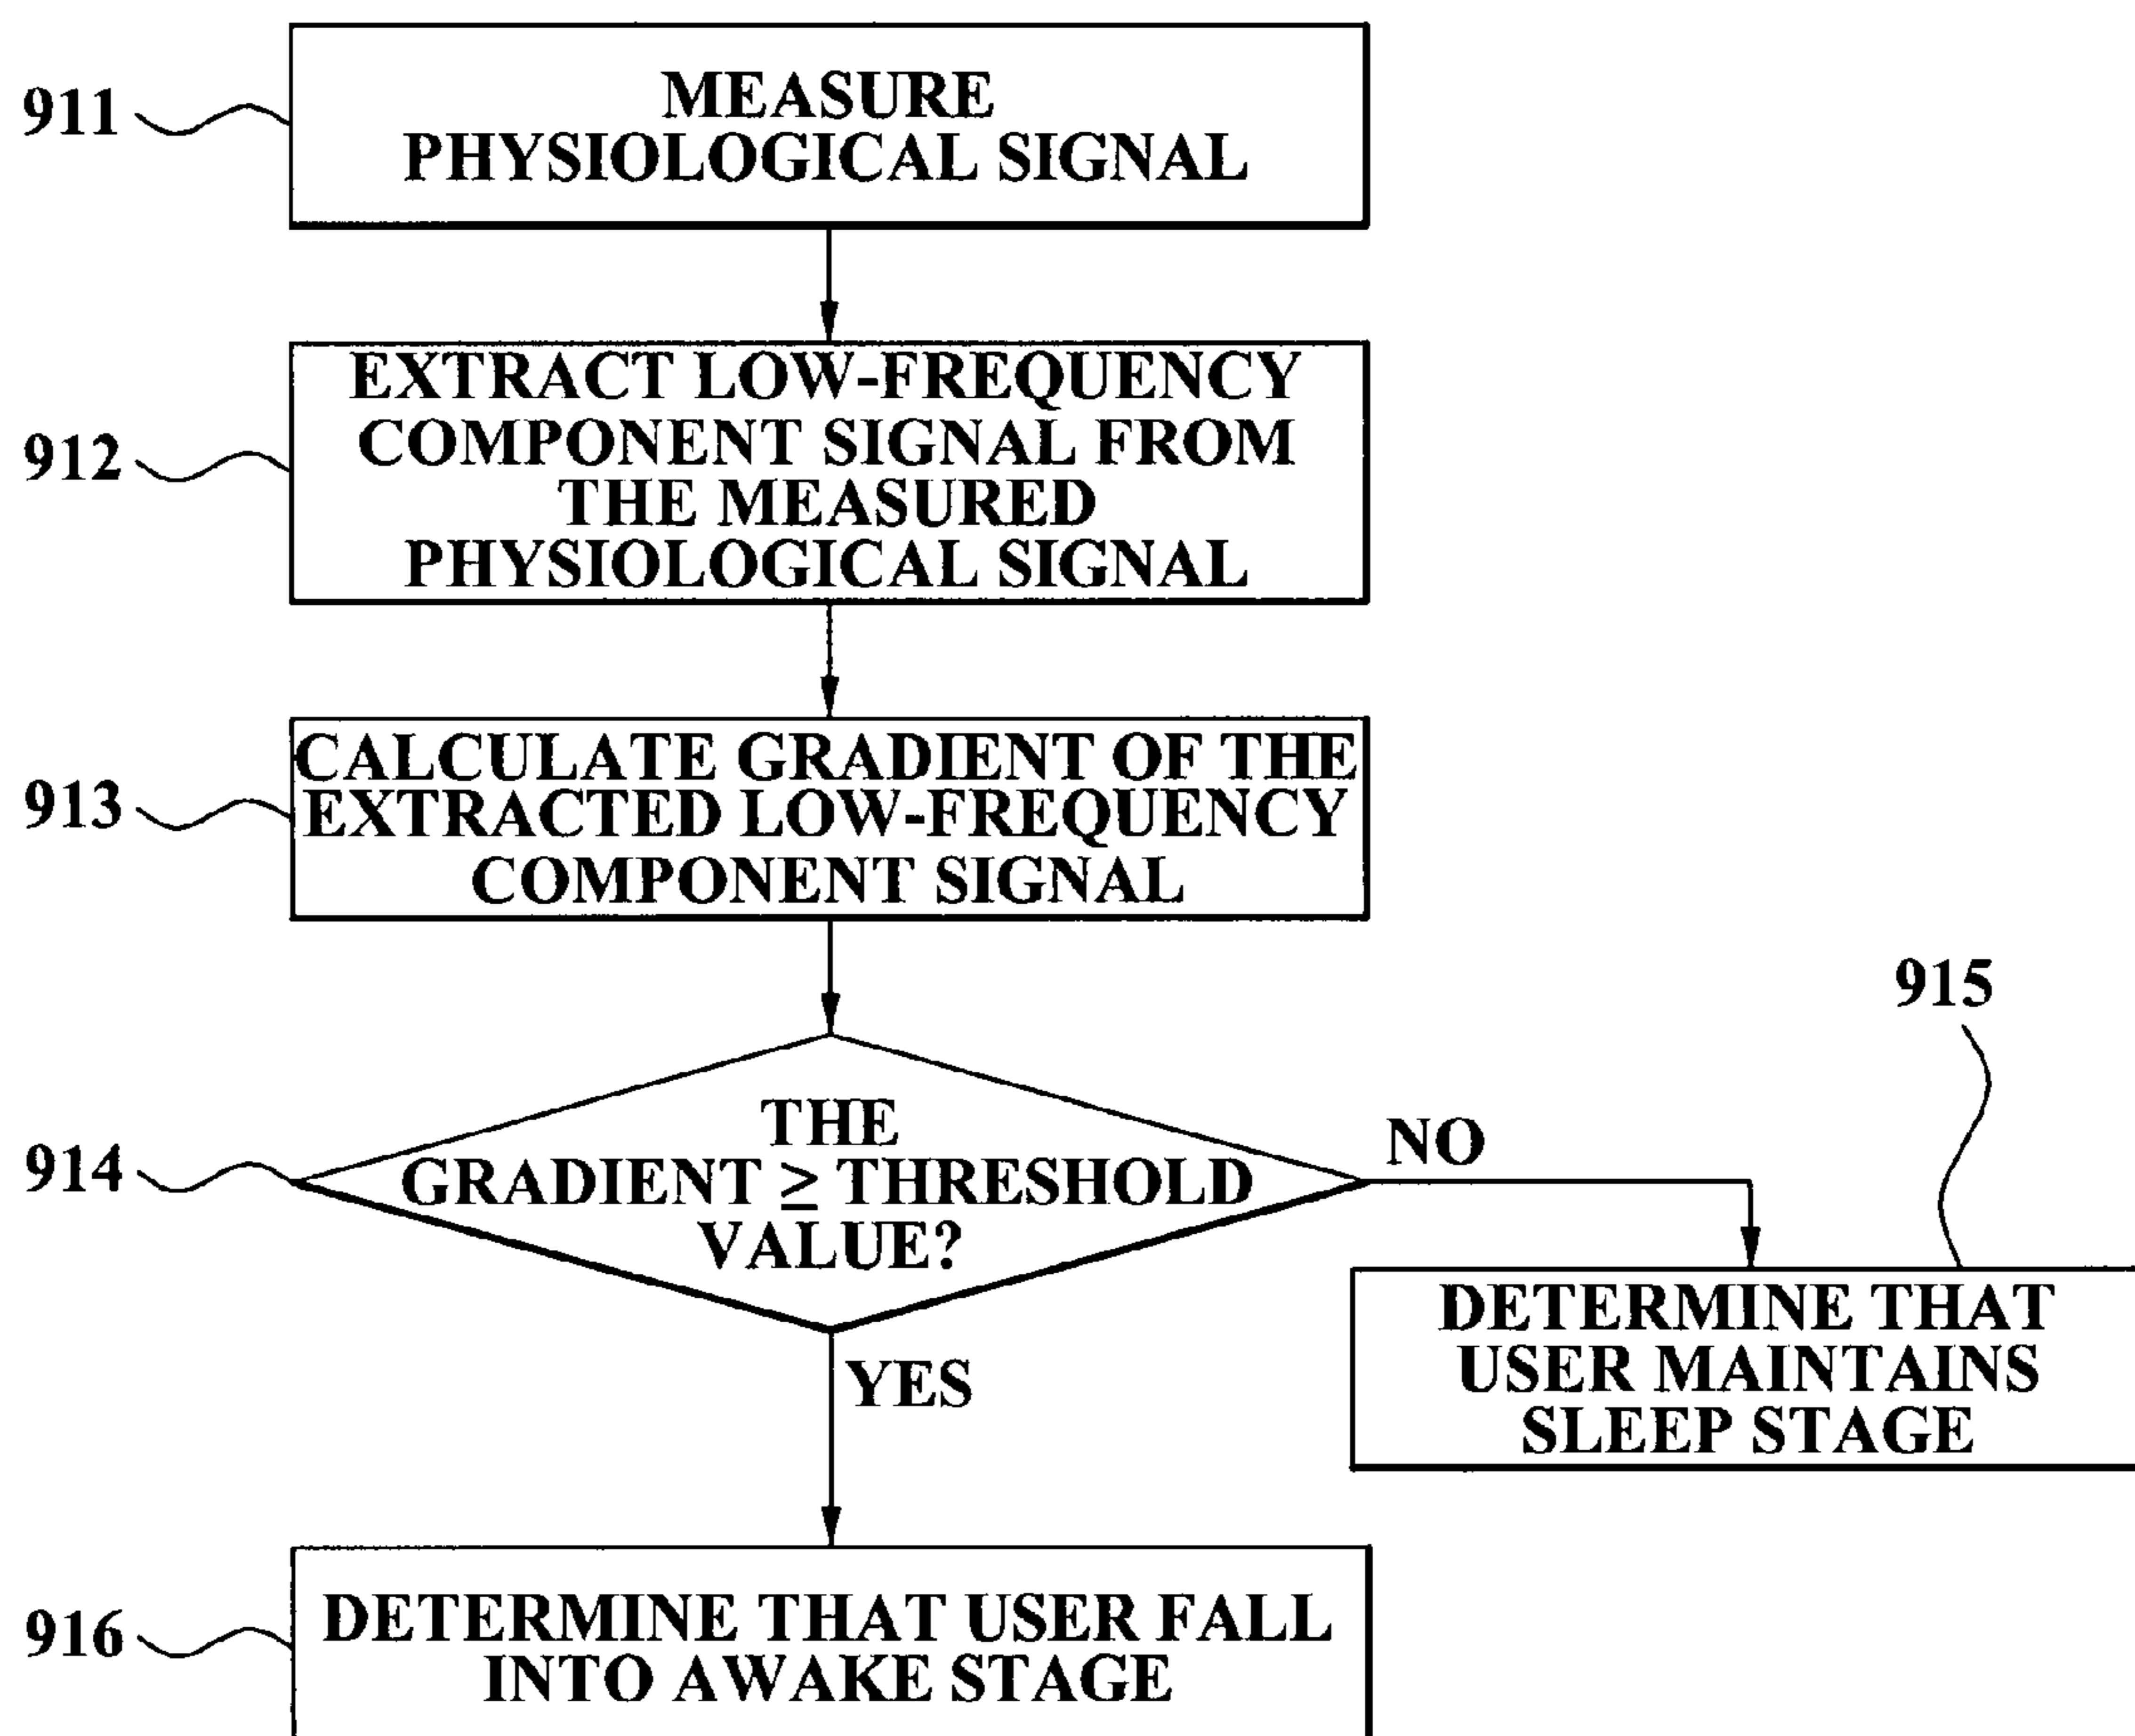 911
MEASURE
PHYSIOLOGICAL SIGNAL
912
EXTRACT LOW-FREQUENCY
COMPONENT SIGNAL FROM
THE MEASURED
PHYSIOLOGICAL SIGNAL
913
CALCULATE GRADIENT OF THE
EXTRACTED LOW-FREQUENCY
COMPONENT SIGNAL
914
THE
GRADIENT ≥ THRESHOLD
VALUE?
NO
915
DETERMINE THAT
USER MAINTAINS
SLEEP STAGE
YES
916
DETERMINE THAT USER FALL
INTO AWAKE STAGE